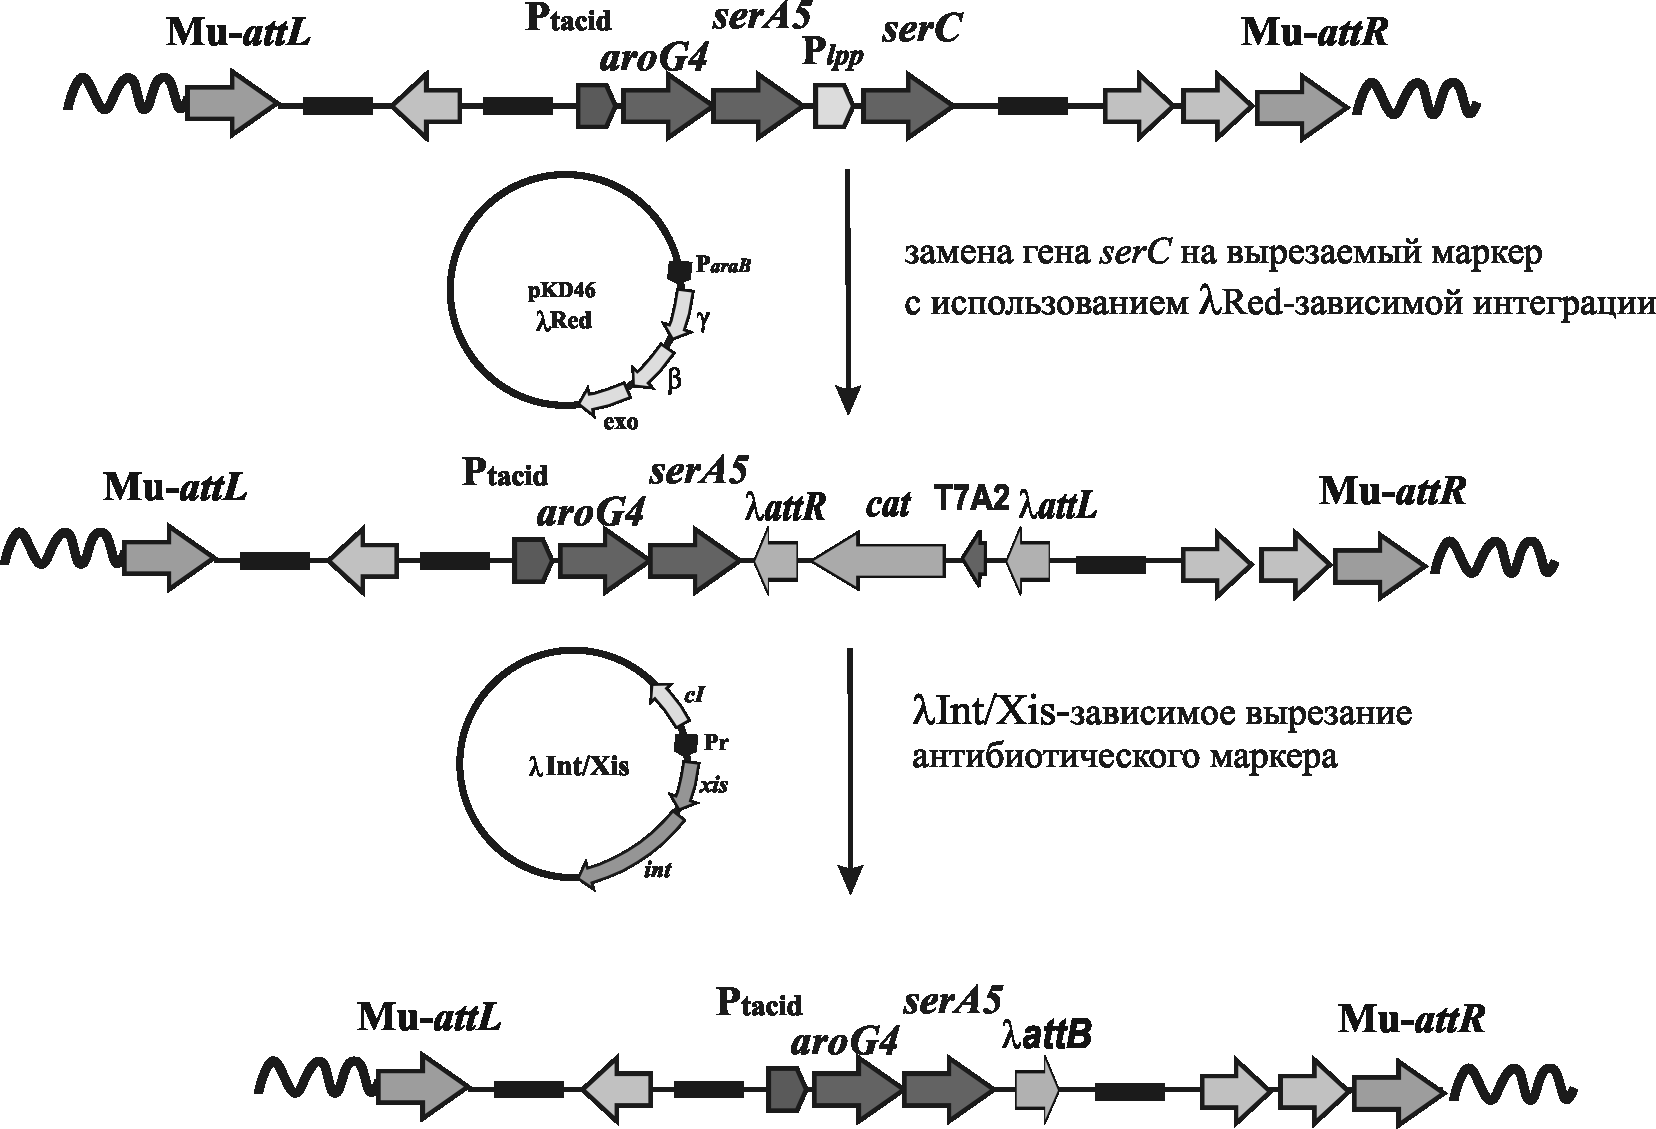 Mu-attL
Ptacid
aroG4
serA5
Plpp
serC
Mu-attR
pKD46
λRed
ParaB
γ
β
exo
замена гена serC на вырезаемый маркер
с использованием λRed-зависимой интеграции
Mu-attL
Ptacid
aroG4
serA5
λattR
cat
T7A2
λattL
Mu-attR
λInt/Xis
cI
Pr
xis
int
λInt/Xis-зависимое вырезание
антибиотического маркера
Mu-attL
Ptacid
aroG4
serA5
λattB
Mu-attR